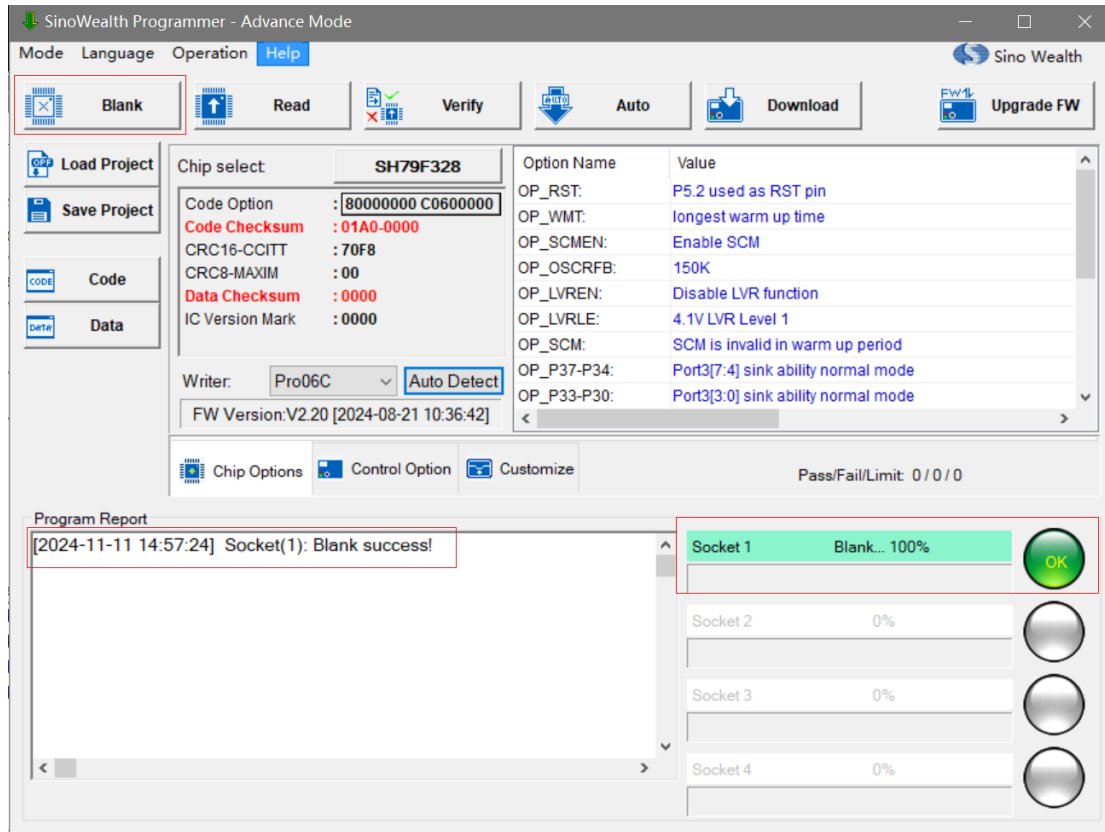 SinoWealth Programmer - Advance Mode
Mode Language Operation Help
Sino Wealth
Blank
Read
Verify
AUTO
Auto
Download
FW
Upgrade FW
OPP
Load Project
Save Project
CODE
Code
DATA
Data
Chip select:
SH79F328
Code Option : 80000000 C0600000
Code Checksum : 01A0-0000
CRC16-CCITT : 70F8
CRC8-MAXIM : 00
Data Checksum : 0000
IC Version Mark : 0000
Writer: Pro06C Auto Detect
FW Version:V2.20 [2024-08-21 10:36:42]
Option Name Value
OP_RST: P5.2 used as RST pin
OP_WMT: longest warm up time
OP_SCMEN: Enable SCM
OP_OSCRFB: 150K
OP_LVREN: Disable LVR function
OP_LVRLE: 4.1V LVR Level 1
OP_SCM: SCM is invalid in warm up period
OP_P37-P34: Port3[7:4] sink ability normal mode
OP_P33-P30: Port3[3:0] sink ability normal mode
Chip Options Control Option Customize
Pass/Fail/Limit: 0 / 0 / 0
Program Report
[2024-11-11 14:57:24] Socket(1): Blank success!
Socket 1 Blank... 100%
OK
Socket 2 0%
Socket 3 0%
Socket 4 0%